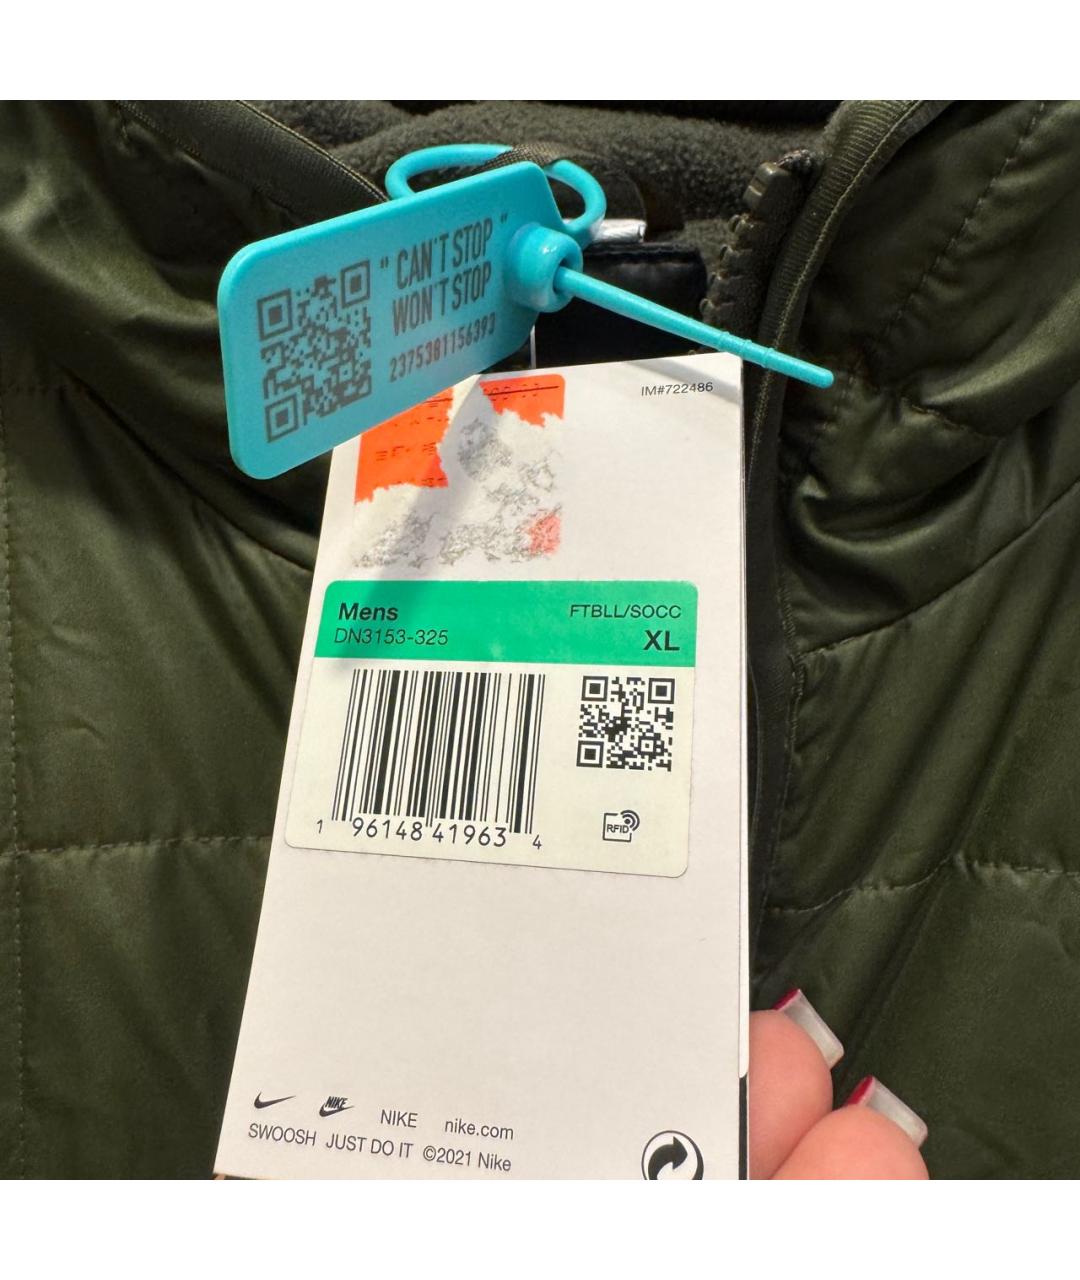 " CAN'T STOP "
WON'T STOP
2375381156393
IM#722486
Mens
FTBLL/SOCC
DN3153-325
XL
1 96148 41963 4
RFID
NIKE
NIKE
nike.com
SWOOSH JUST DO IT ©2021 Nike